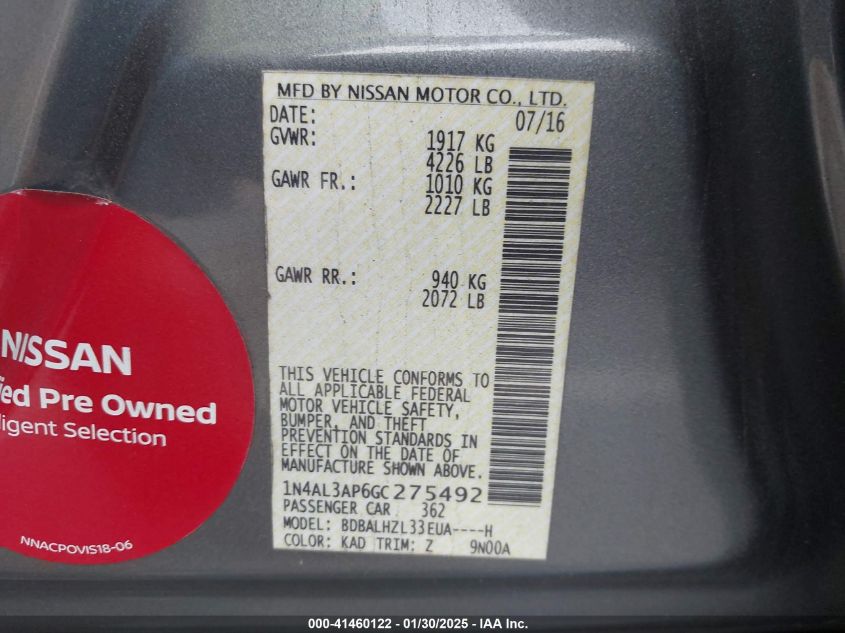 MFD BY NISSAN MOTOR CO., LTD.
DATE: 07/16
GVWR: 1917 KG
4226 LB
GAWR FR.: 1010 KG
2227 LB
GAWR RR.: 940 KG
2072 LB
THIS VEHICLE CONFORMS TO
ALL APPLICABLE FEDERAL
MOTOR VEHICLE SAFETY,
BUMPER, AND THEFT
PREVENTION STANDARDS IN
EFFECT ON THE DATE OF
MANUFACTURE SHOWN ABOVE.
1N4AL3AP6GC275492
PASSENGER CAR 362
MODEL: BDBALHZL33EUA----H
COLOR: KAD TRIM: Z 9N00A
NISSAN
Pre Owned
Selection
NNACPOVIS18-06
000-41460122 - 01/30/2025 - IAA Inc.